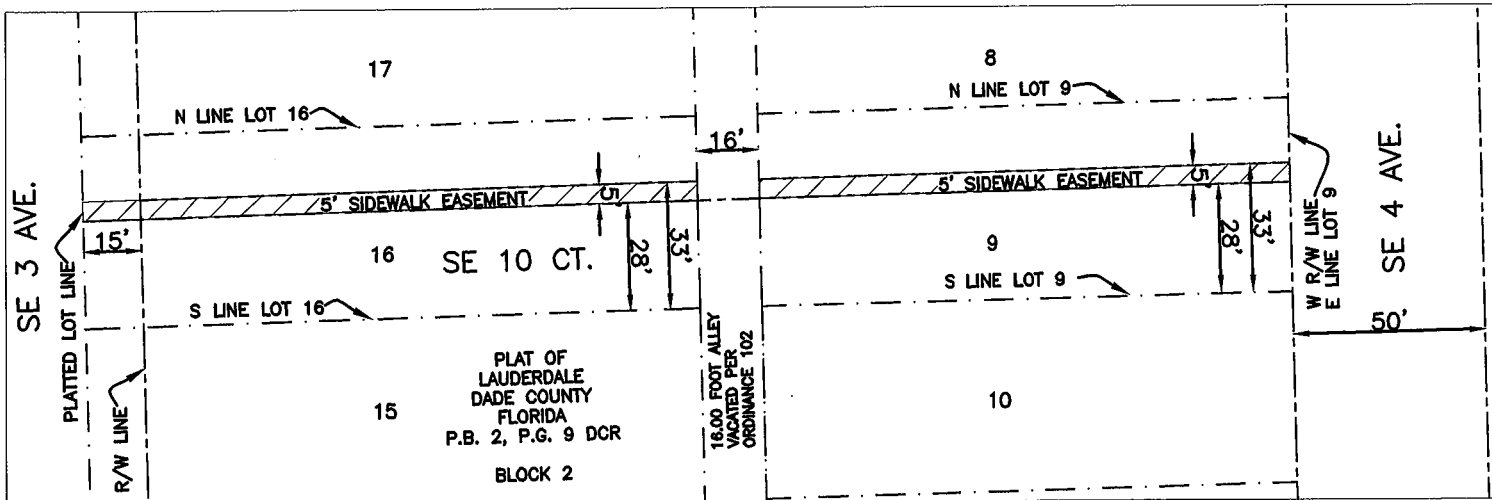 17
8
N LINE LOT 16
N LINE LOT 9
16'
SE 3 AVE.
5' SIDEWALK EASEMENT
5'
5' SIDEWALK EASEMENT
5'
SE 4 AVE.
W R/W LINE
E LINE LOT 6
PLATTED LOT LINE
15'
16
SE 10 CT.
28'
33'
9
28'
33'
S LINE LOT 16
S LINE LOT 9
50'
R/W LINE
15
PLAT OF
LAUDERDALE
DADE COUNTY
FLORIDA
P.B. 2, P.G. 9 DCR
BLOCK 2
16.00 FOOT ALLEY
VACATED PER
ORDINANCE 102
10